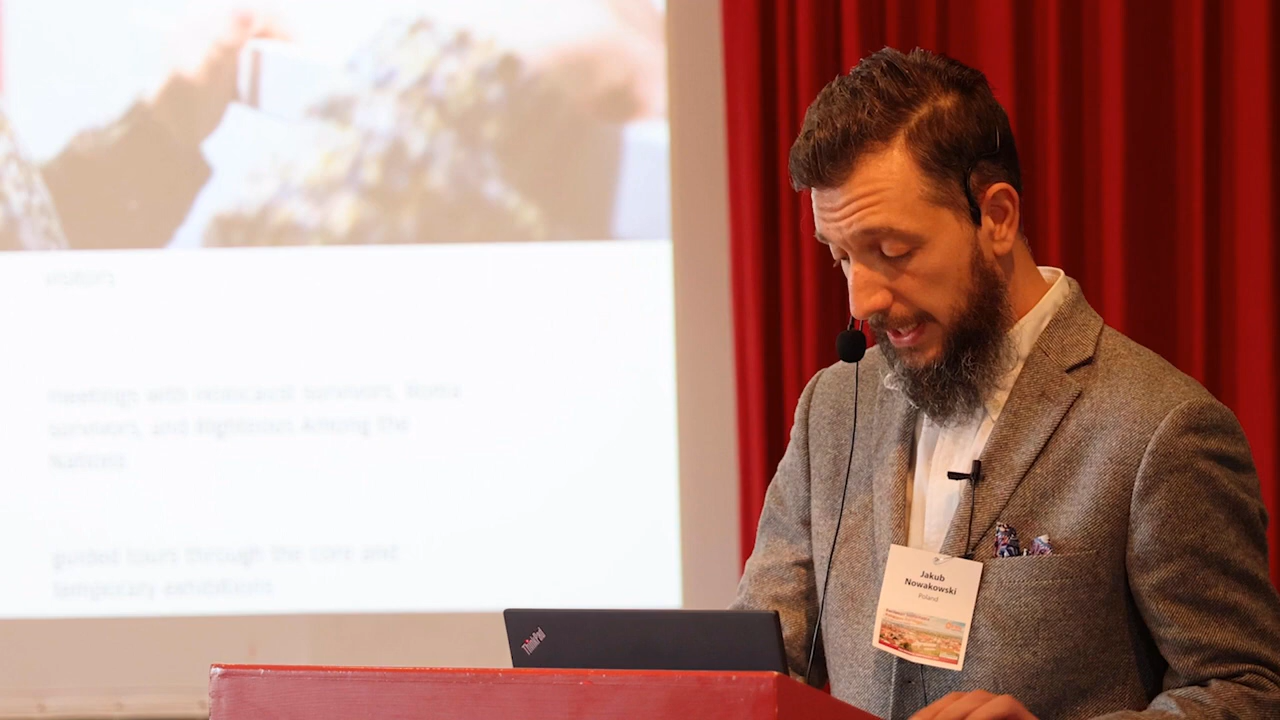 visitors
meetings with Holocaust survivors, Roma
survivors, and Righteous Among the
Nations
guided tours through the core and
temporary exhibitions
ThinkPad
Jakub
Nowakowski
Poland